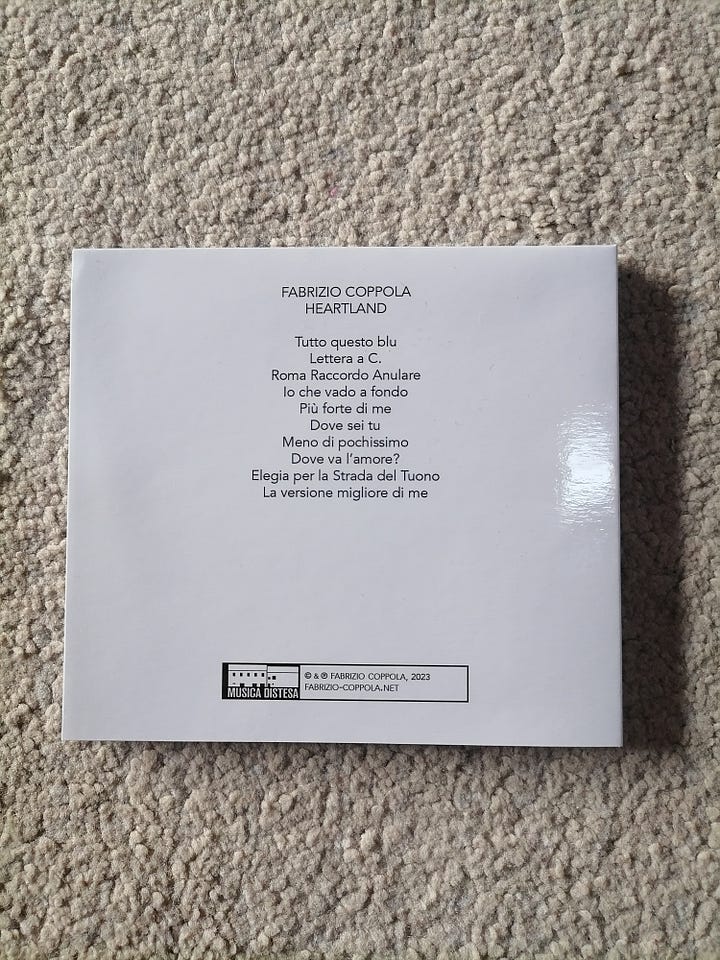 FABRIZIO COPPOLA
HEARTLAND
Tutto questo blu
Lettera a C.
Roma Raccordo Anulare
Io che vado a fondo
Più forte di me
Dove sei tu
Meno di pochissimo
Dove va l'amore?
Elegia per la Strada del Tuono
La versione migliore di me
MUSICA DISTESA
© & ℗ FABRIZIO COPPOLA, 2023
FABRIZIO-COPPOLA.NET